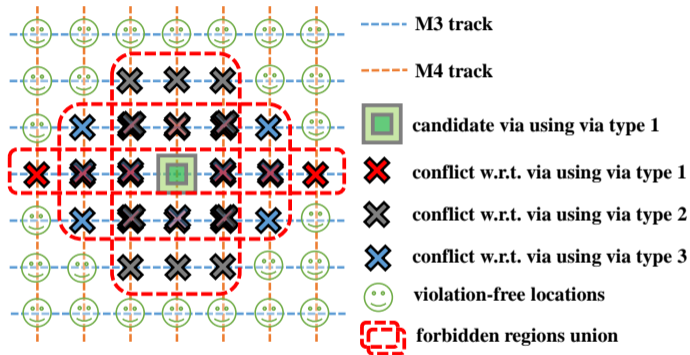 M3 track
M4 track
candidate via using via type 1
conflict w.r.t. via using via type 1
conflict w.r.t. via using via type 2
conflict w.r.t. via using via type 3
violation-free locations
forbidden regions union